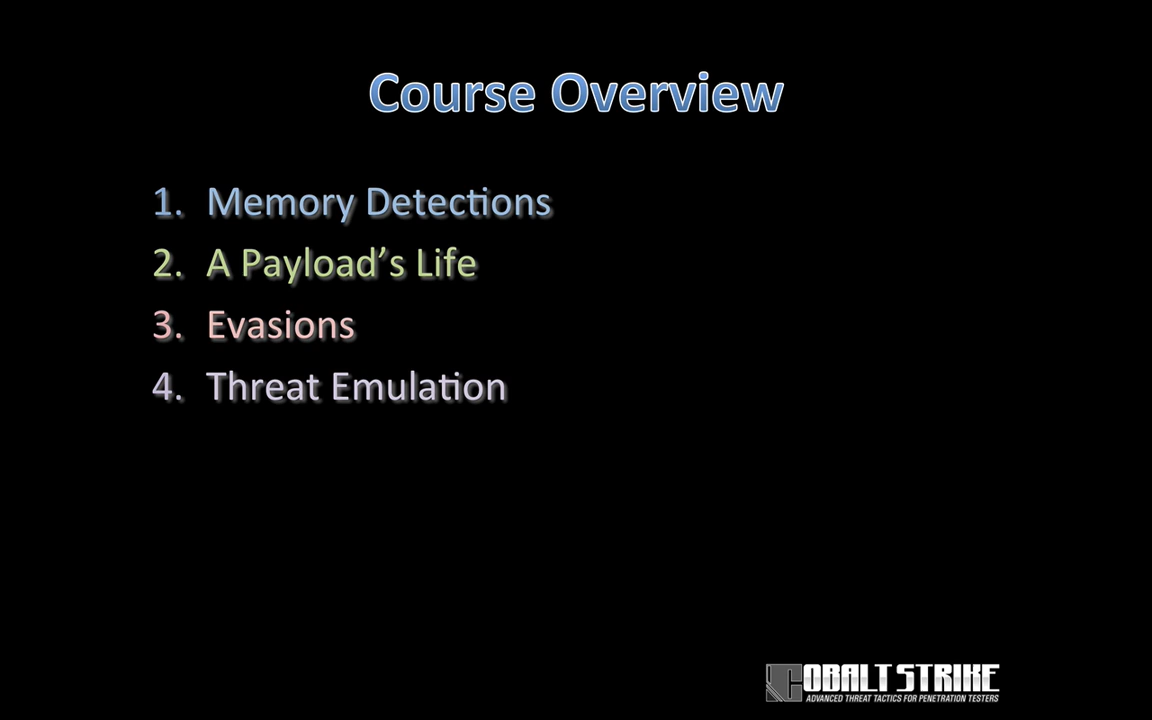 Course Overview
1. Memory Detections
2. A Payload’s Life
3. Evasions
4. Threat Emulation
COBALT STRIKE
ADVANCED THREAT TACTICS FOR PENETRATION TESTERS